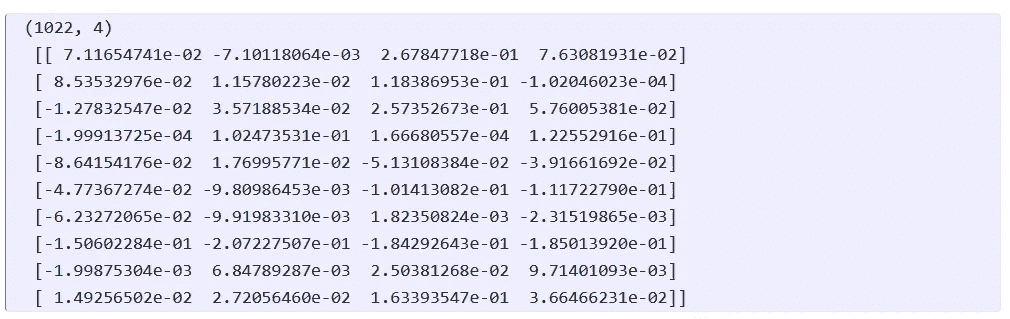 (1022, 4)
[[ 7.11654741e-02 -7.10118064e-03  2.67847718e-01  7.63081931e-02]
[ 8.53532976e-02  1.15780223e-02  1.18386953e-01 -1.02046023e-04]
[-1.27832547e-02  3.57188534e-02  2.57352673e-01  5.76005381e-02]
[-1.99913725e-04  1.02473531e-01  1.66680557e-04  1.22552916e-01]
[-8.64154176e-02  1.76995771e-02 -5.13108384e-02 -3.91661692e-02]
[-4.77367274e-02 -9.80986453e-03 -1.01413082e-01 -1.11722790e-01]
[-6.23272065e-02 -9.91983310e-03  1.82350824e-03 -2.31519865e-03]
[-1.50602284e-01 -2.07227507e-01 -1.84292643e-01 -1.85013920e-01]
[-1.99875304e-03  6.84789287e-03  2.50381268e-02  9.71401093e-03]
[ 1.49256502e-02  2.72056460e-02  1.63393547e-01  3.66466231e-02]]